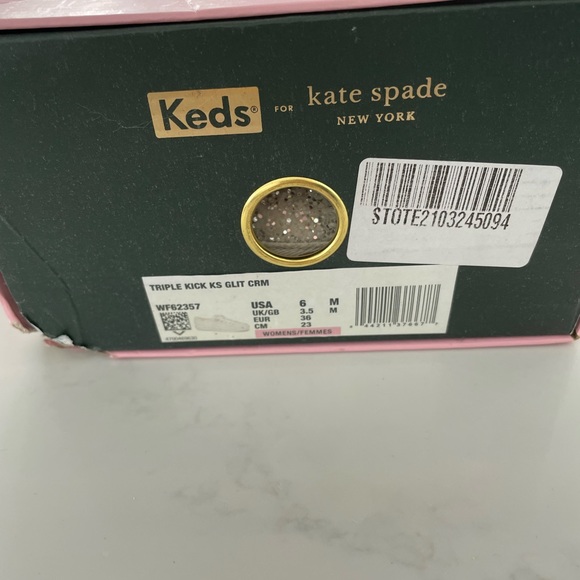 Keds® FOR kate spade
NEW YORK
STOTE2103245094
TRIPLE KICK KS GLIT CRM
WF62357
USA 6 M
UK/GB 3.5 M
EUR 36
CM 23
WOMENS/FEMMES